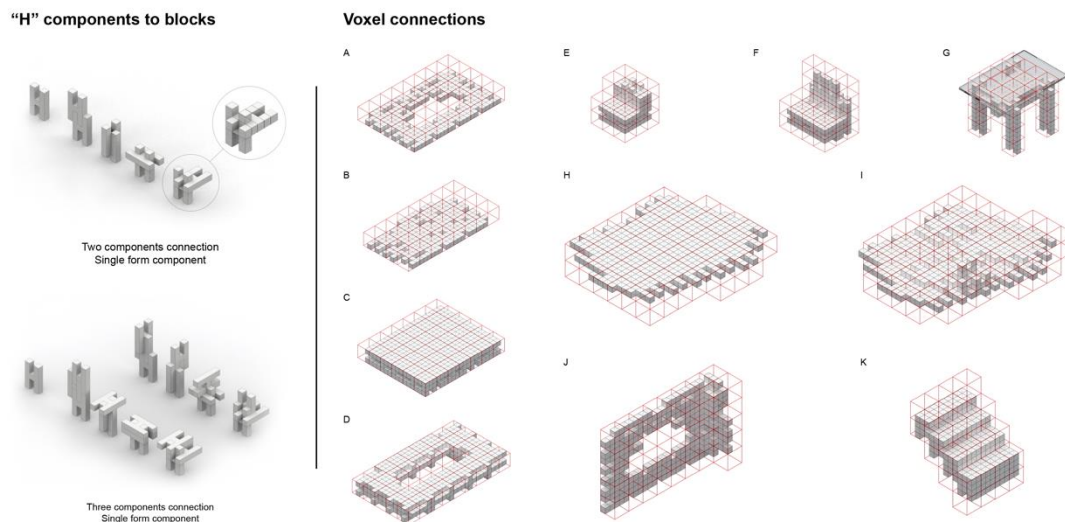 “H” components to blocks
Voxel connections
A
E
F
G
Two components connection
Single form component
B
H
I
C
J
K
D
Three components connection
Single form component